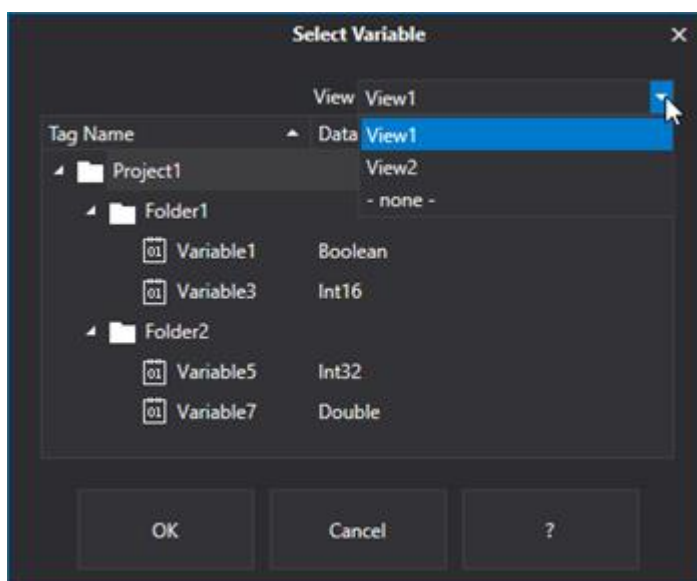 Select Variable
View View1
Tag Name Data
View1
View2
- none -
Project1
Folder1
Variable1 Boolean
Variable3 Int16
Folder2
Variable5 Int32
Variable7 Double
OK Cancel ?